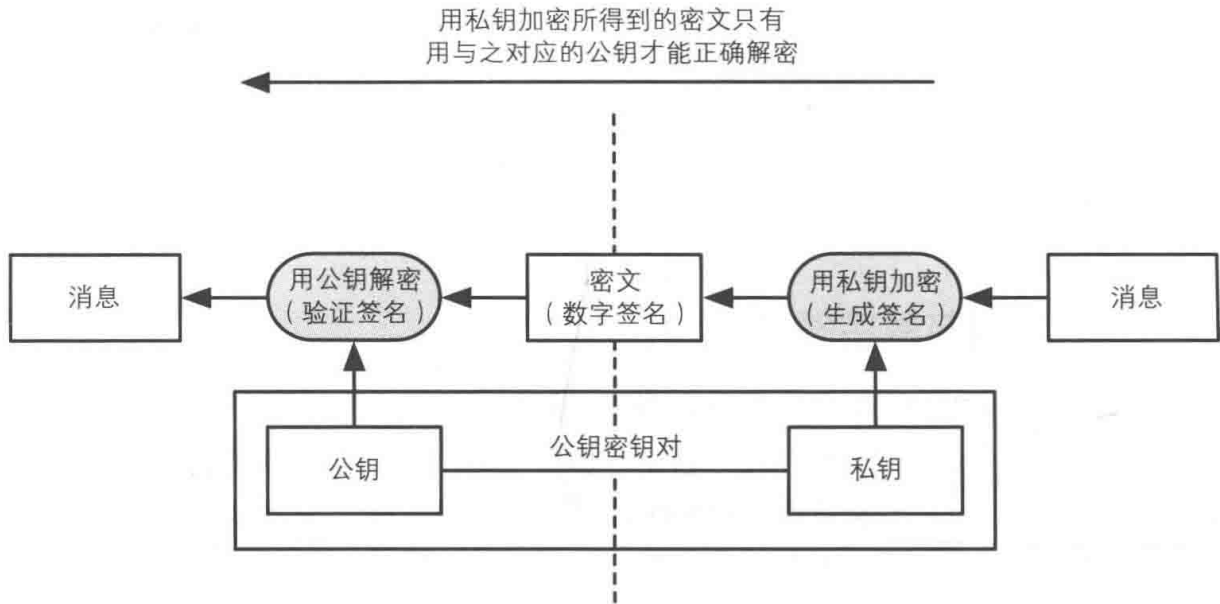 用私钥加密所得到的密文只有
用与之对应的公钥才能正确解密
消息
用公钥解密
（验证签名）
密文
（数字签名）
用私钥加密
（生成签名）
消息
公钥密钥对
公钥
私钥